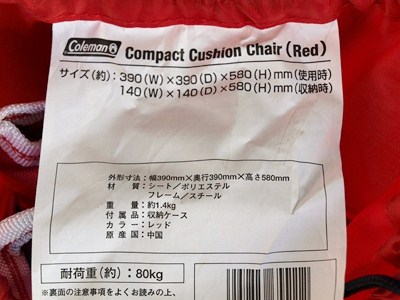 Coleman Compact Cushion Chair (Red)
サイズ(約):390(W)×390(D)×580(H)mm(使用時)
140(W)×140(D)×580(H)mm(収納時)
外形寸法:幅390mm×奥行390mm×高さ580mm
材質:シート/ポリエステル
フレーム/スチール
重量:約1.4kg
付属品:収納ケース
カラー:レッド
原産国:中国
耐荷重(約):80kg
※裏面の注意事項をよくお読みの上、